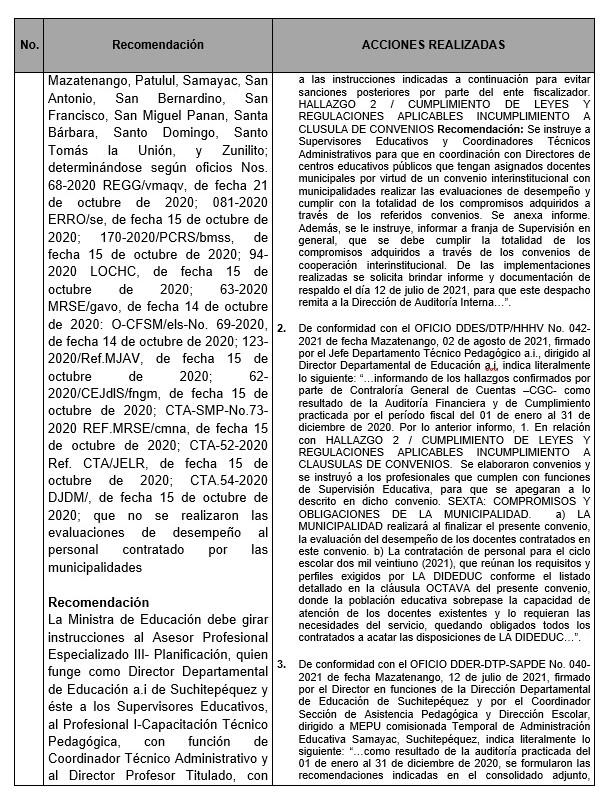 No.
Recomendación
ACCIONES REALIZADAS
Mazatenango, Patulul, Samayac, San
Antonio, San Bernardino, San
Francisco, San Miguel Panan, Santa
Bárbara, Santo Domingo, Santo
Tomás la Unión, y Zunilito;
determinándose según oficios Nos.
68-2020 REGG/vmaqv, de fecha 21
de octubre de 2020; 081-2020
ERRO/se, de fecha 15 de octubre de
2020; 170-2020/PCRS/bmss, de
fecha 15 de octubre de 2020; 94-
2020 LOCHC, de fecha 15 de
octubre de 2020; 63-2020
MRSE/gavo, de fecha 14 de octubre
de 2020: O-CFSM/els-No. 69-2020,
de fecha 14 de octubre de 2020; 123-
2020/Ref.MJAV, de fecha 15 de
octubre de 2020; 62-
2020/CEJdlS/fngm, de fecha 15 de
octubre de 2020; CTA-SMP-No.73-
2020 REF.MRSE/cmna, de fecha 15
de octubre de 2020; CTA-52-2020
Ref. CTA/JELR, de fecha 15 de
octubre de 2020; CTA.54-2020
DJDM/, de fecha 15 de octubre de
2020; que no se realizaron las
evaluaciones de desempeño al
personal contratado por las
municipalidades
Recomendación
La Ministra de Educación debe girar
instrucciones al Asesor Profesional
Especializado III- Planificación, quien
funge como Director Departamental
de Educación a.i de Suchitepéquez y
éste a los Supervisores Educativos,
al Profesional I-Capacitación Técnico
Pedagógica, con función de
Coordinador Técnico Administrativo y
al Director Profesor Titulado, con
a las instrucciones indicadas a continuación para evitar
sanciones posteriores por parte del ente fiscalizador.
HALLAZGO 2 / CUMPLIMIENTO DE LEYES Y
REGULACIONES APLICABLES INCUMPLIMIENTO A
CLUSULA DE CONVENIOS Recomendación: Se instruye a
Supervisores Educativos y Coordinadores Técnicos
Administrativos para que en coordinación con Directores de
centros educativos públicos que tengan asignados docentes
municipales por virtud de un convenio interinstitucional con
municipalidades realizar las evaluaciones de desempeño y
cumplir con la totalidad de los compromisos adquiridos a
través de los referidos convenios. Se anexa informe.
Además, se le instruye, informar a franja de Supervisión en
general, que se debe cumplir la totalidad de los
compromisos adquiridos a través de los convenios de
cooperación interinstitucional. De las implementaciones
realizadas se solicita brindar informe y documentación de
respaldo el día 12 de julio de 2021, para que este despacho
remita a la Dirección de Auditoría Interna…”.
2. De conformidad con el OFICIO DDES/DTP/HHHV No. 042-
2021 de fecha Mazatenango, 02 de agosto de 2021, firmado
por el Jefe Departamento Técnico Pedagógico a.i., dirigido al
Director Departamental de Educación a.i, indica literalmente
lo siguiente: “…informando de los hallazgos confirmados por
parte de Contraloría General de Cuentas –CGC- como
resultado de la Auditoría Financiera y de Cumplimiento
practicada por el período fiscal del 01 de enero al 31 de
diciembre de 2020. Por lo anterior informo, 1. En relación
con HALLAZGO 2 / CUMPLIMIENTO DE LEYES Y
REGULACIONES APLICABLES INCUMPLIMIENTO A
CLAUSULAS DE CONVENIOS. Se elaboraron convenios y
se instruyó a los profesionales que cumplen con funciones
de Supervisión Educativa, para que se apegaran a lo
descrito en dicho convenio. SEXTA: COMPROMISOS Y
OBLIGACIONES DE LA MUNICIPALIDAD. a) LA
MUNICIPALIDAD realizará al finalizar el presente convenio,
la evaluación del desempeño de los docentes contratados en
este convenio. b) La contratación de personal para el ciclo
escolar dos mil veintiuno (2021), que reúnan los requisitos y
perfiles exigidos por LA DIDEDUC conforme el listado
detallado en la cláusula OCTAVA del presente convenio,
donde la población educativa sobrepase la capacidad de
atención de los docentes existentes y lo requieran las
necesidades del servicio, quedando obligados todos los
contratados a acatar las disposiciones de LA DIDEDUC…”.
3. De conformidad con el OFICIO DDER-DTP-SAPDE No. 040-
2021 de fecha Mazatenango, 12 de julio de 2021, firmado
por el Director en funciones de la Dirección Departamental
de Educación de Suchitepéquez y por el Coordinador
Sección de Asistencia Pedagógica y Dirección Escolar,
dirigido a MEPU comisionada Temporal de Administración
Educativa Samayac, Suchitepéquez, indica literalmente lo
siguiente: “…como resultado de la auditoría practicada del
01 de enero al 31 de diciembre de 2020, se formularon las
recomendaciones indicadas en el consolidado adjunto,